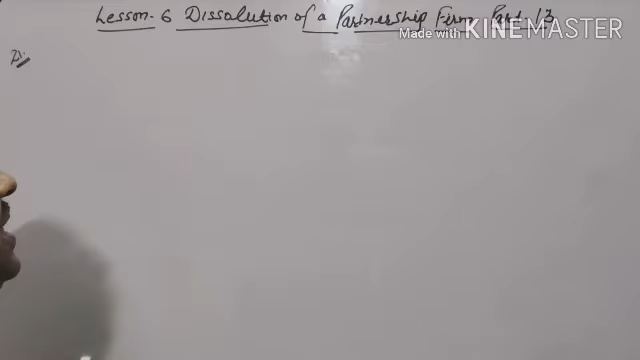 Lesson-6 Dissolution of a Partnership Firm Part 13
Made with KINEMASTER